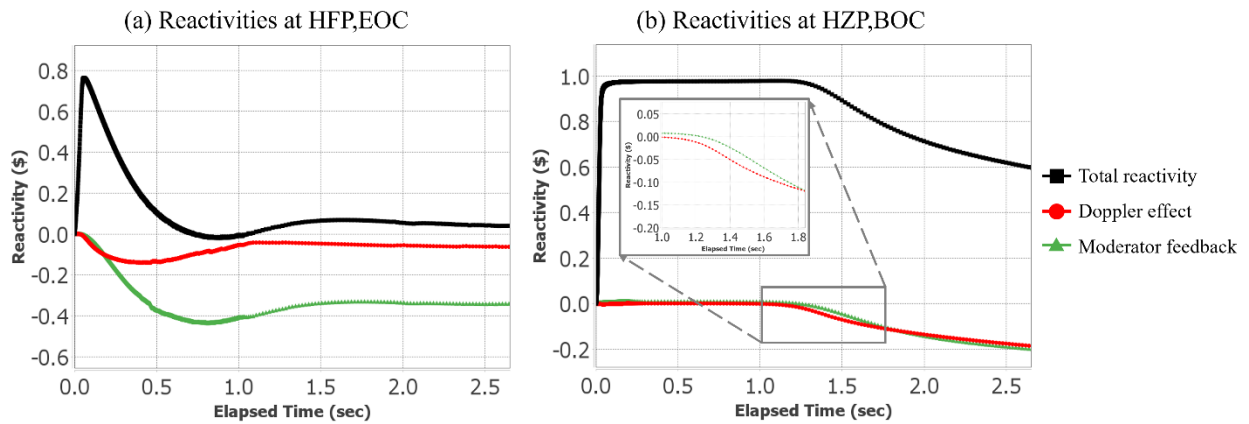 (a) Reactivities at HFP,EOC
(b) Reactivities at HZP,BOC
Reactivity ($)
0.8
0.6
0.4
0.2
0.0
-0.2
-0.4
-0.6
0.0 0.5 1.0 1.5 2.0 2.5
Elapsed Time (sec)
Reactivity ($)
1.0
0.8
0.6
0.4
0.2
0.0
-0.2
0.0 0.5 1.0 1.5 2.0 2.5
Elapsed Time (sec)
Reactivity ($)
0.05
0.00
-0.05
-0.10
-0.15
-0.20
1.0 1.2 1.4 1.6 1.8
Elapsed Time (sec)
Total reactivity
Doppler effect
Moderator feedback